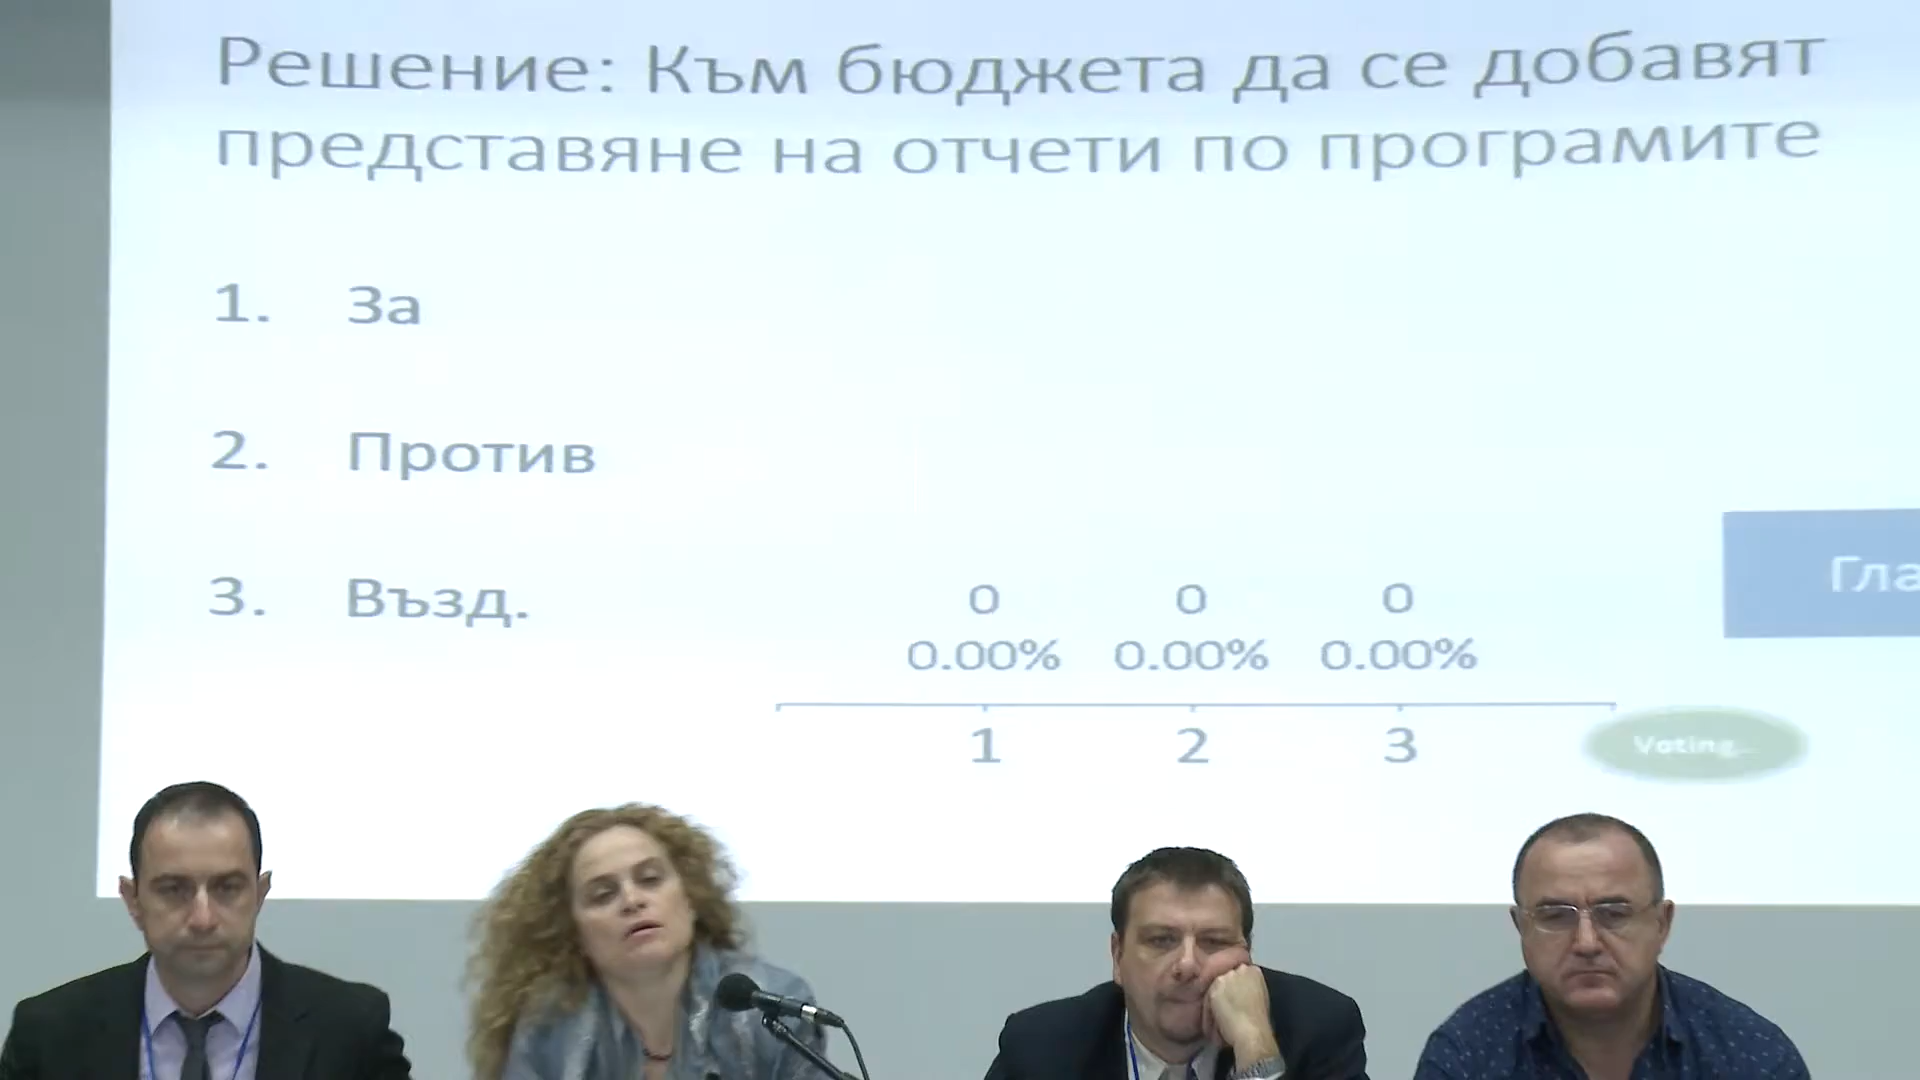 Решение: Към бюджета да се добавят
представяне на отчети по програмите
1. За
2. Против
3. Възд.
0 0 0
0.00% 0.00% 0.00%
1 2 3
Гла
Voting...